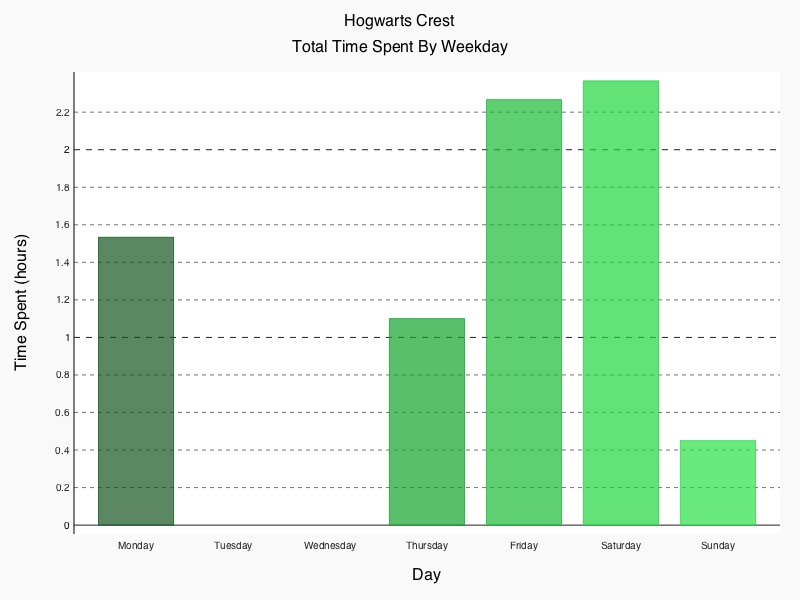 Hogwarts Crest
Total Time Spent By Weekday
Time Spent (hours)
2.2
2
1.8
1.6
1.4
1.2
1
0.8
0.6
0.4
0.2
0
Monday Tuesday Wednesday Thursday Friday Saturday Sunday
Day